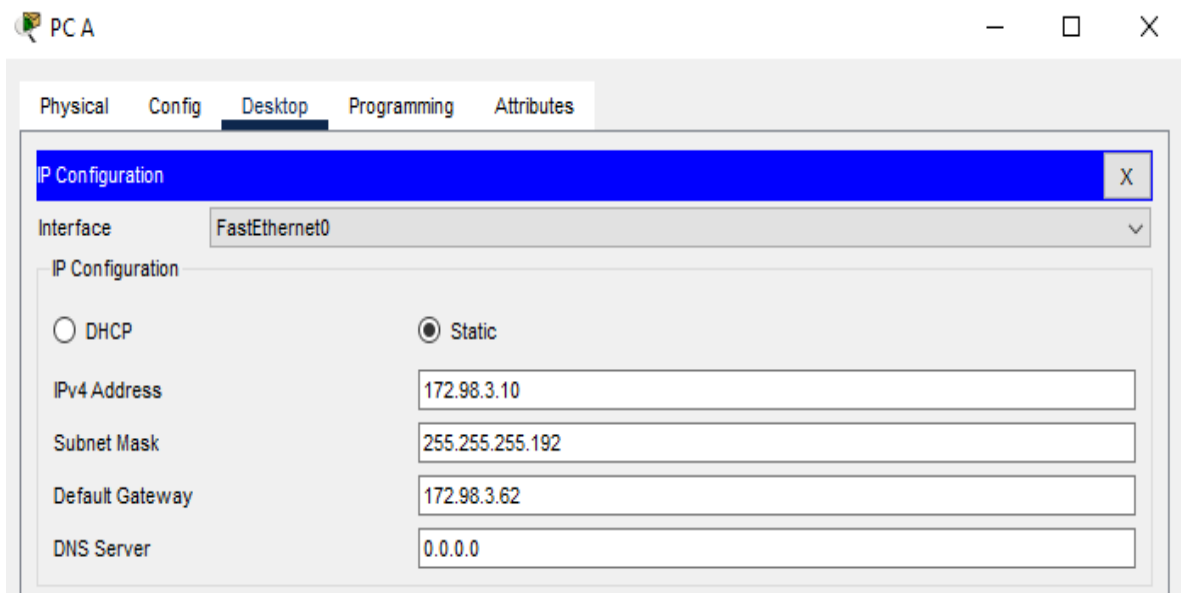 PC A
Physical Config Desktop Programming Attributes
IP Configuration X
Interface FastEthernet0
IP Configuration
DHCP Static
IPv4 Address 172.98.3.10
Subnet Mask 255.255.255.192
Default Gateway 172.98.3.62
DNS Server 0.0.0.0